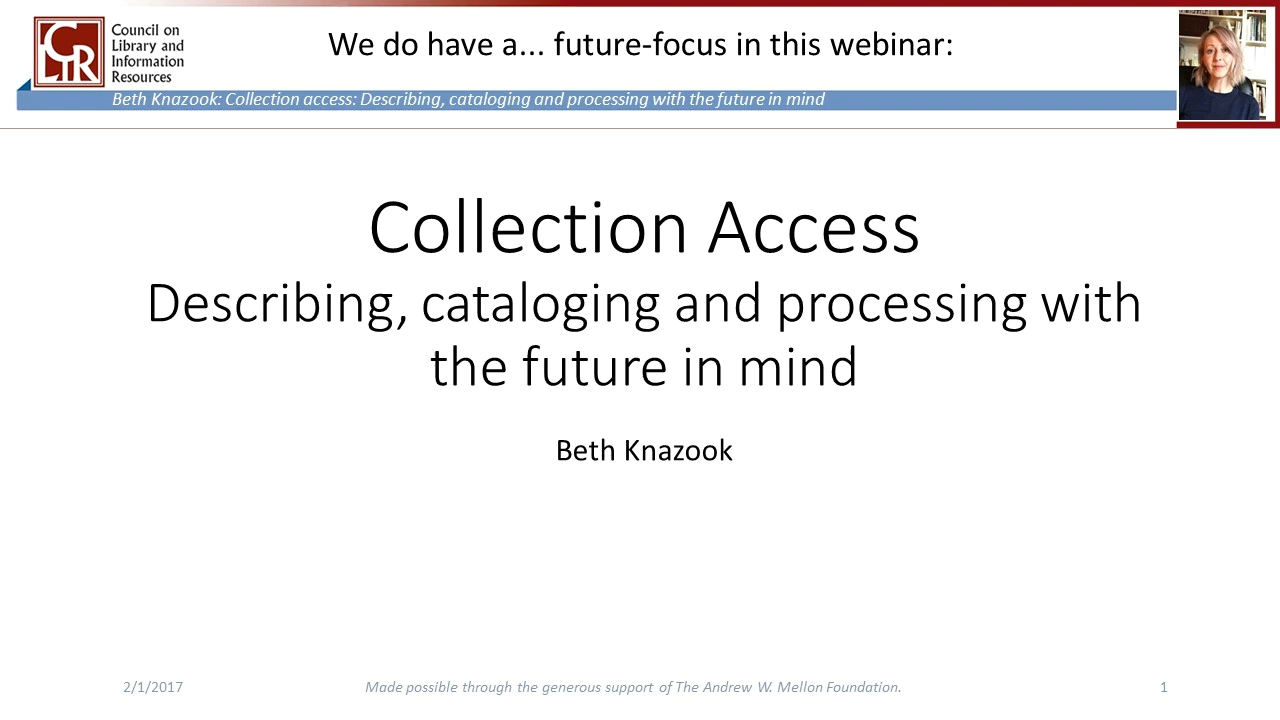 CLIR
Council on
Library and
Information
Resources
We do have a... future-focus in this webinar:
Beth Knazook: Collection access: Describing, cataloging and processing with the future in mind
Collection Access
Describing, cataloging and processing with
the future in mind
Beth Knazook
2/1/2017
Made possible through the generous support of The Andrew W. Mellon Foundation.
1